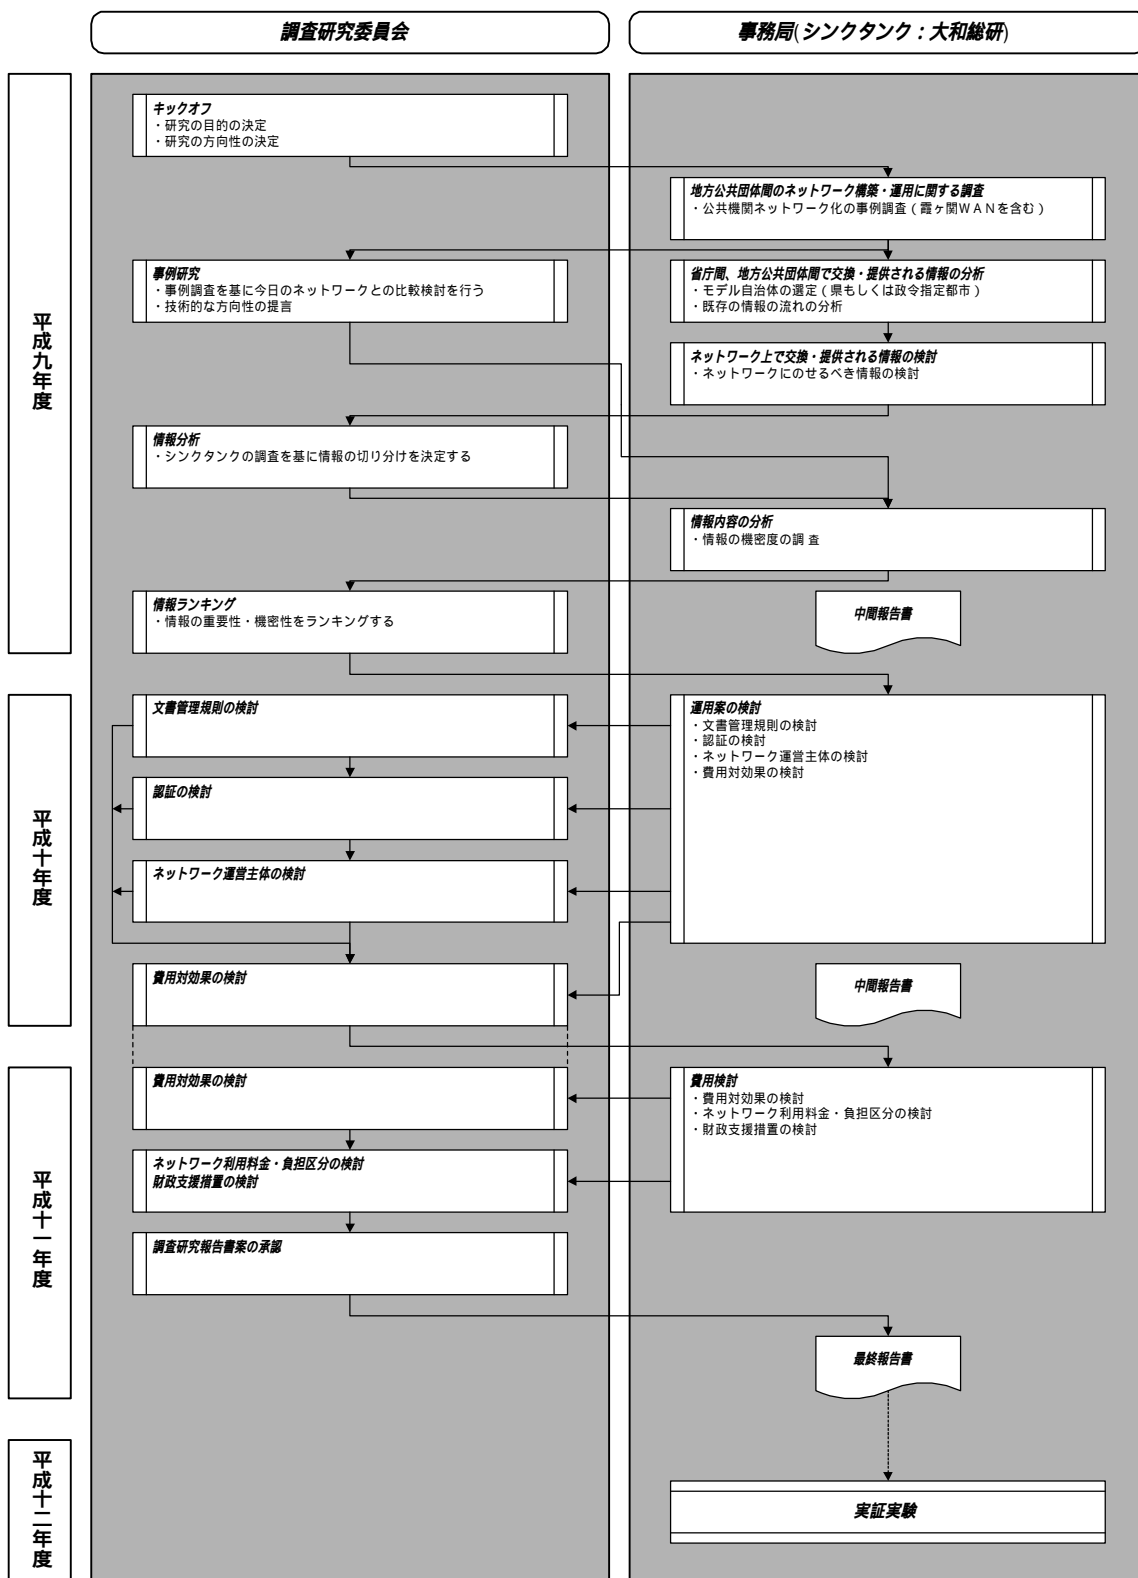 調査研究委員会
事務局(シンクタンク：大和総研)
平成九年度
キックオフ
・研究の目的の決定
・研究の方向性の決定
地方公共団体間のネットワーク構築・運用に関する調査
・公共機関ネットワーク化の事例調査（霞ヶ関ＷＡＮを含む）
事例研究
・事例調査を基に今日のネットワークとの比較検討を行う
・技術的な方向性の提言
省庁間、地方公共団体間で交換・提供される情報の分析
・モデル自治体の選定（県もしくは政令指定都市）
・既存の情報の流れの分析
ネットワーク上で交換・提供される情報の検討
・ネットワークにのせるべき情報の検討
情報分析
・シンクタンクの調査を基に情報の切り分けを決定する
情報内容の分析
・情報の機密度の調査
情報ランキング
・情報の重要性・機密性をランキングする
中間報告書
平成十年度
文書管理規則の検討
認証の検討
ネットワーク運営主体の検討
費用対効果の検討
運用案の検討
・文書管理規則の検討
・認証の検討
・ネットワーク運営主体の検討
・費用対効果の検討
中間報告書
平成十一年度
費用対効果の検討
ネットワーク利用料金・負担区分の検討
財政支援措置の検討
調査研究報告書案の承認
費用検討
・費用対効果の検討
・ネットワーク利用料金・負担区分の検討
・財政支援措置の検討
最終報告書
平成十二年度
実証実験